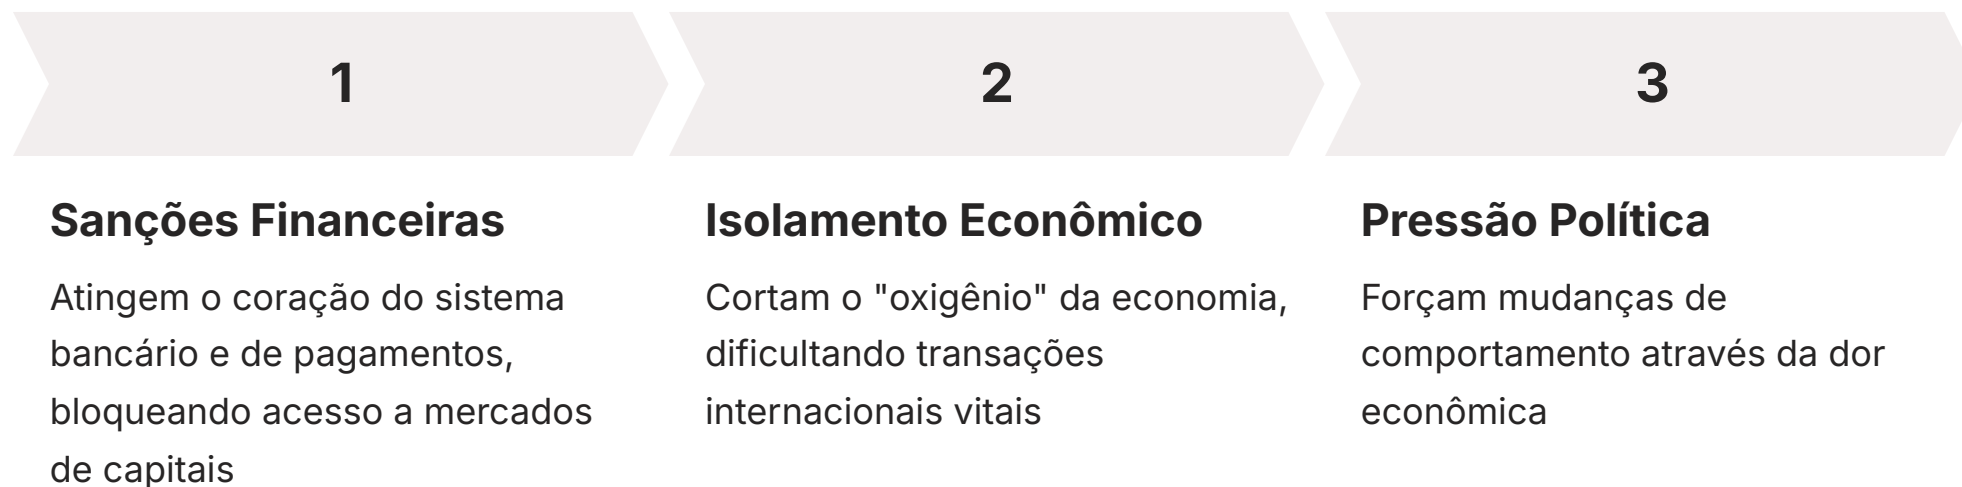 1
Sanções Financeiras
Atingem o coração do sistema
bancário e de pagamentos,
bloqueando acesso a mercados
de capitais
2
Isolamento Econômico
Cortam o "oxigênio" da economia,
dificultando transações
internacionais vitais
3
Pressão Política
Forçam mudanças de
comportamento através da dor
econômica